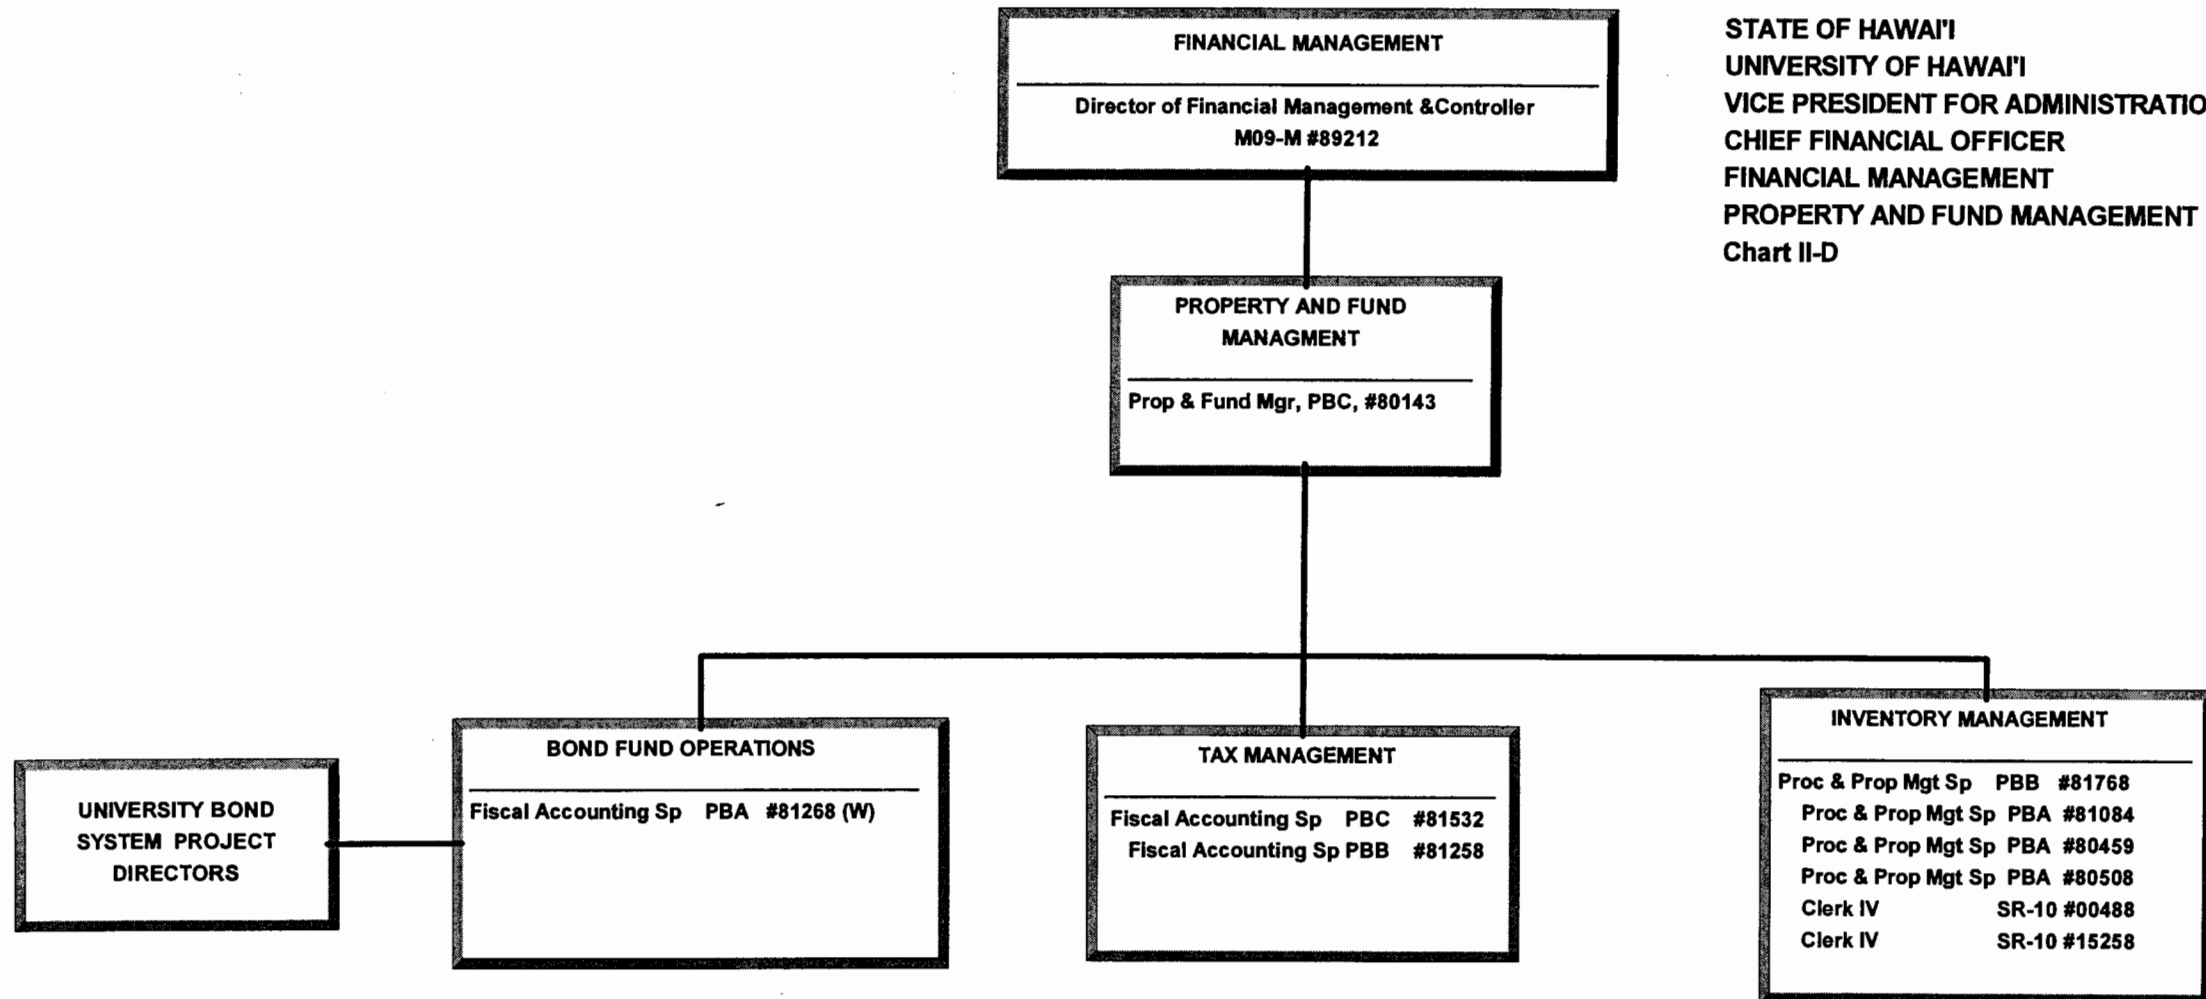 FINANCIAL MANAGEMENT
Director of Financial Management &Controller
M09-M #89212
STATE OF HAWAI'I
UNIVERSITY OF HAWAI'I
VICE PRESIDENT FOR ADMINISTRATIO
CHIEF FINANCIAL OFFICER
FINANCIAL MANAGEMENT
PROPERTY AND FUND MANAGEMENT
Chart II-D
PROPERTY AND FUND
MANAGMENT
Prop & Fund Mgr, PBC, #80143
UNIVERSITY BOND
SYSTEM PROJECT
DIRECTORS
BOND FUND OPERATIONS
Fiscal Accounting Sp PBA #81268 (W)
TAX MANAGEMENT
Fiscal Accounting Sp PBC #81532
Fiscal Accounting Sp PBB #81258
INVENTORY MANAGEMENT
Proc & Prop Mgt Sp PBB #81768
Proc & Prop Mgt Sp PBA #81084
Proc & Prop Mgt Sp PBA #80459
Proc & Prop Mgt Sp PBA #80508
Clerk IV SR-10 #00488
Clerk IV SR-10 #15258